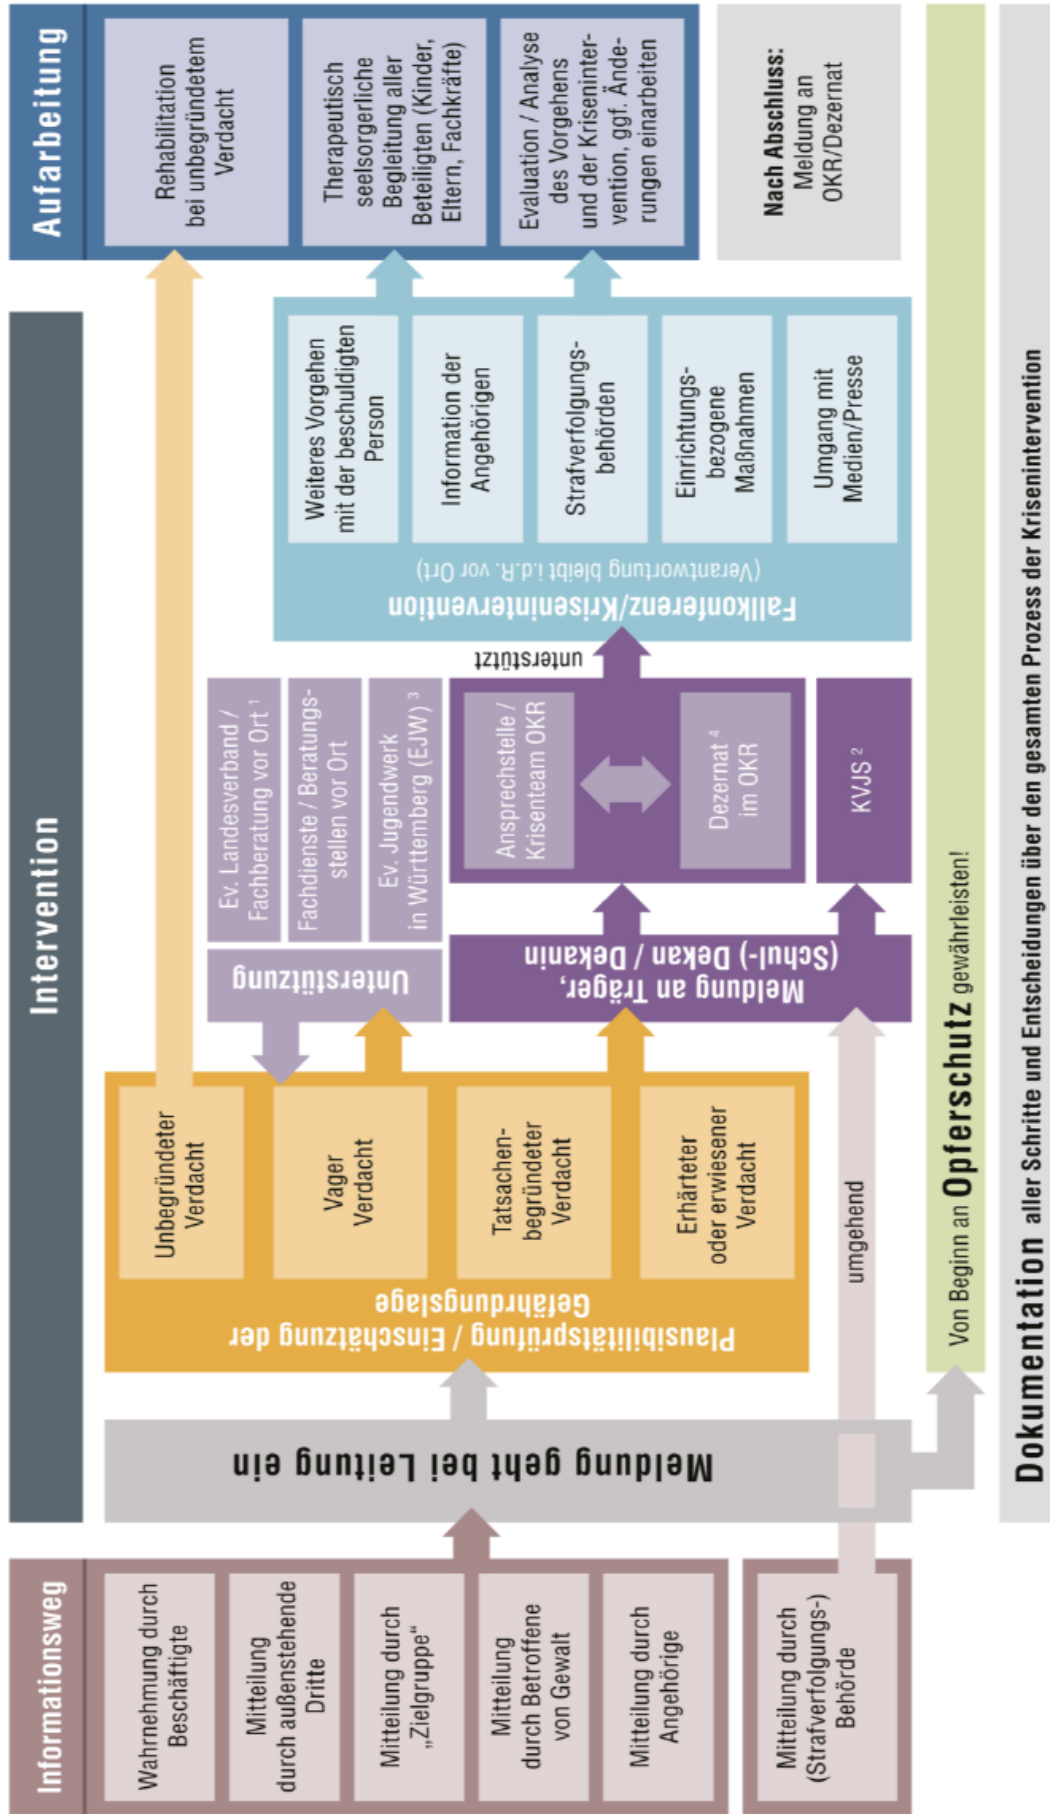 Informationsweg
Wahrnehmung durch
Beschäftigte
Mitteilung
durch außenstehende
Dritte
Mitteilung durch
„Zielgruppe“
Mitteilung
durch Betroffene
von Gewalt
Mitteilung durch
Angehörige
Mitteilung durch
(Strafverfolgungs-)
Behörde
Intervention
Meldung geht bei Leitung ein
Plausibilitätsprüfung / Einschätzung der
Gefährdungslage
Unbegründeter
Verdacht
Vager
Verdacht
Tatsachen-
begründeter
Verdacht
Erhärteter
oder erwiesener
Verdacht
umgehend
Unterstützung
Ev. Landesverband /
Fachberatung vor Ort ¹
Fachdienste / Beratungs-
stellen vor Ort
Ev. Jugendwerk
in Württemberg (EJW) ³
Meldung an Träger,
(Schul-) Dekan / Dekanin
Ansprechstelle /
Krisenteam OKR
Dezernat ⁴
im OKR
KVJS ²
unterstützt
Fallkonferenz/Krisenintervention
(Verantwortung bleibt i.d.R. vor Ort)
Weiteres Vorgehen
mit der beschuldigten
Person
Information der
Angehörigen
Strafverfolgungs-
behörden
Einrichtungs-
bezogene
Maßnahmen
Umgang mit
Medien/Presse
Aufarbeitung
Rehabilitation
bei unbegründetem
Verdacht
Therapeutisch
seelsorgerliche
Begleitung aller
Beteiligten (Kinder,
Eltern, Fachkräfte)
Evaluation / Analyse
des Vorgehens
und der Kriseninter-
vention, ggf. Ände-
rungen einarbeiten
Nach Abschluss:
Meldung an
OKR/Dezernat
Von Beginn an Opferschutz gewährleisten!
Dokumentation aller Schritte und Entscheidungen über den gesamten Prozess der Krisenintervention